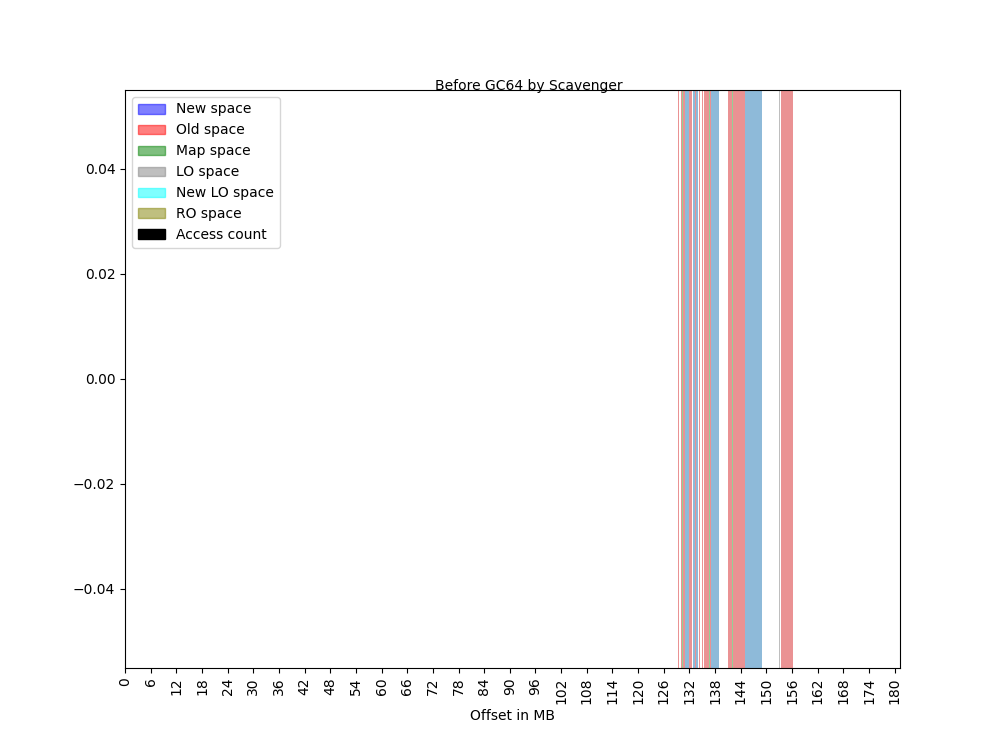 Before GC64 by Scavenger
New space
Old space
Map space
LO space
New LO space
RO space
Access count
0.04
0.02
0.00
−0.02
−0.04
0 6 12 18 24 30 36 42 48 54 60 66 72 78 84 90 96 102 108 114 120 126 132 138 144 150 156 162 168 174 180
Offset in MB